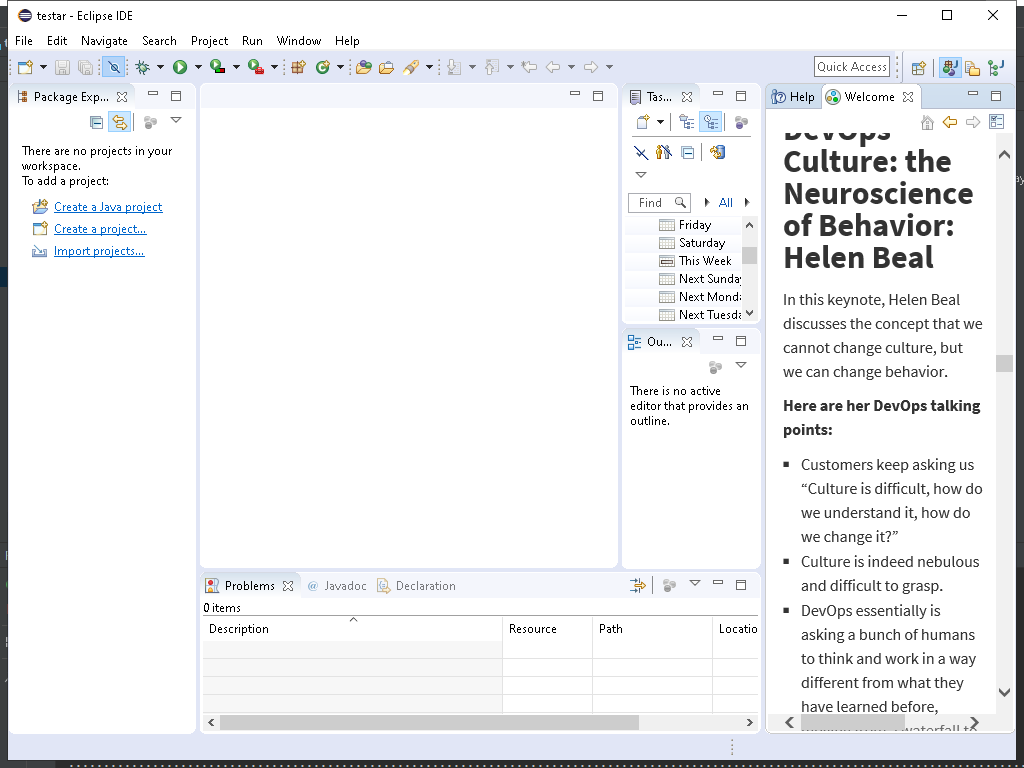 testar - Eclipse IDE
File Edit Navigate Search Project Run Window Help
Quick Access
Package Exp...
There are no projects in your
workspace.
To add a project:
Create a Java project
Create a project...
Import projects...
Tas...
Find All
Friday
Saturday
This Week
Next Sunda
Next Monda
Next Tuesda
Ou...
There is no active
editor that provides an
outline.
Problems @ Javadoc Declaration
0 items
Description Resource Path Locatio
Help Welcome
DevOps
Culture: the
Neuroscience
of Behavior:
Helen Beal
In this keynote, Helen Beal
discusses the concept that we
cannot change culture, but
we can change behavior.
Here are her DevOps talking
points:
▪ Customers keep asking us
“Culture is difficult, how do
we understand it, how do
we change it?”
▪ Culture is indeed nebulous
and difficult to grasp.
▪ DevOps essentially is
asking a bunch of humans
to think and work in a way
different from what they
have learned before,
waterfall to